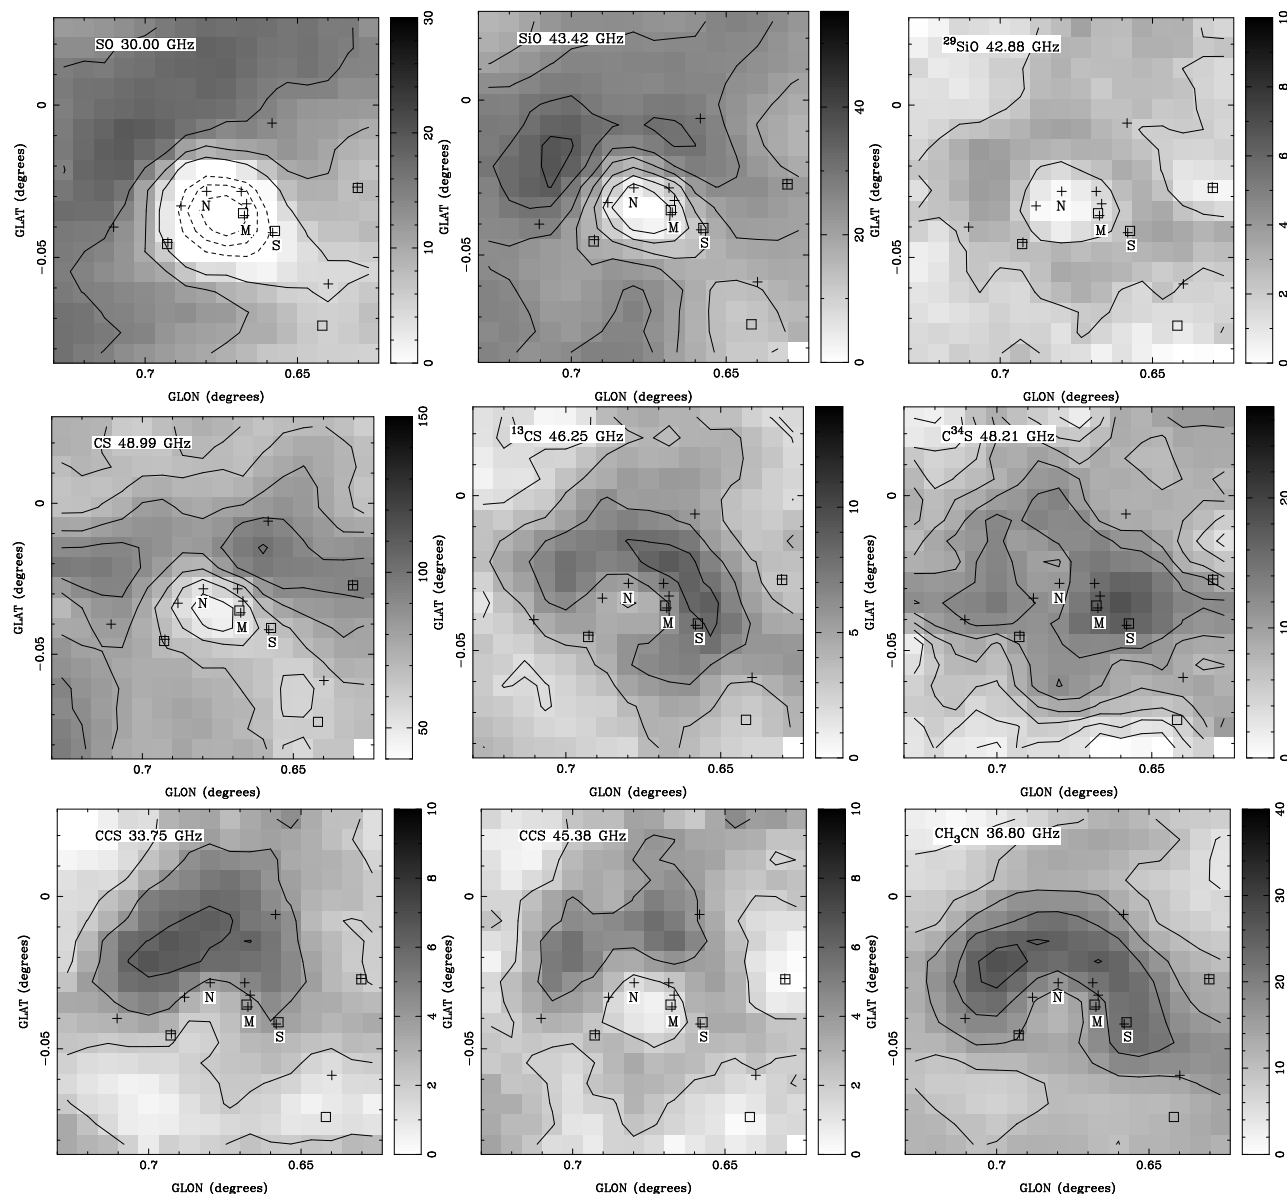 SO 30.00 GHz
N
M
S
0
−0.05
GLAT (degrees)
0.7
0.65
GLON (degrees)
0
10
20
30
SiO 43.42 GHz
N
M
S
0
−0.05
GLAT (degrees)
0.7
0.65
GLON (degrees)
0
20
40
²⁹SiO 42.88 GHz
N
M
S
0
−0.05
GLAT (degrees)
0.7
0.65
GLON (degrees)
0
2
4
6
8
10
CS 48.99 GHz
N
M
S
0
−0.05
GLAT (degrees)
0.7
0.65
GLON (degrees)
50
100
150
¹³CS 46.25 GHz
N
M
S
0
−0.05
GLAT (degrees)
0.7
0.65
GLON (degrees)
0
5
10
C³⁴S 48.21 GHz
N
M
S
0
−0.05
GLAT (degrees)
0.7
0.65
GLON (degrees)
0
10
20
CCS 33.75 GHz
N
M
S
0
−0.05
GLAT (degrees)
0.7
0.65
GLON (degrees)
0
2
4
6
8
10
CCS 45.38 GHz
N
M
S
0
−0.05
GLAT (degrees)
0.7
0.65
GLON (degrees)
0
2
4
6
8
10
CH₃CN 36.80 GHz
N
M
S
0
−0.05
GLAT (degrees)
0.7
0.65
GLON (degrees)
0
10
20
30
40